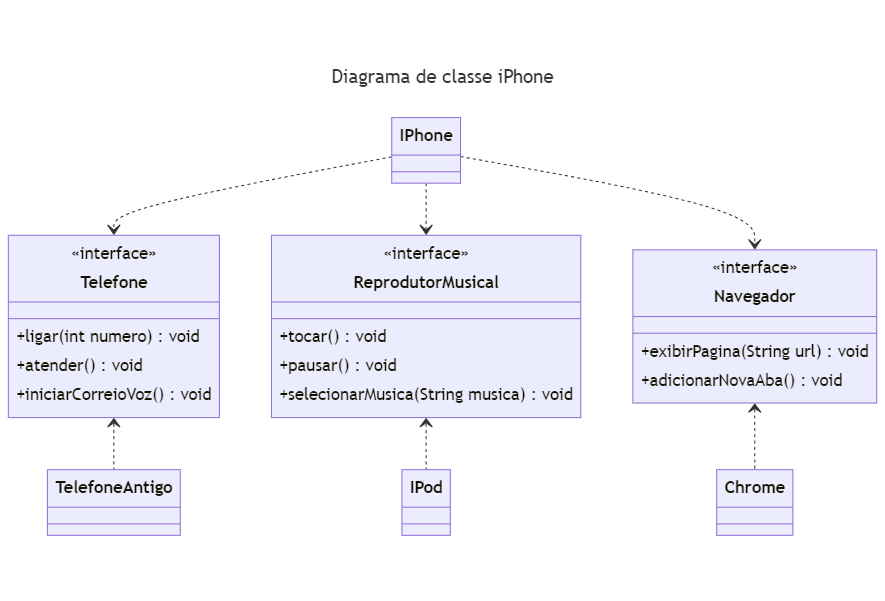 Diagrama de classe iPhone
IPhone
«interface»
Telefone
+ligar(int numero) : void
+atender() : void
+iniciarCorreioVoz() : void
«interface»
ReprodutorMusical
+tocar() : void
+pausar() : void
+selecionarMusica(String musica) : void
«interface»
Navegador
+exibirPagina(String url) : void
+adicionarNovaAba() : void
TelefoneAntigo
IPod
Chrome